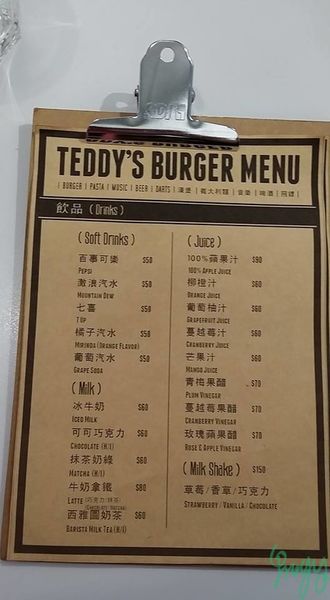 TEDDY'S BURGER MENU
| BURGER | PASTA | MUSIC | BEER | DARTS | 漢堡 | 義大利麵 | 音樂 | 啤酒 | 飛鏢 |
飲品 (Drinks)
(Soft Drinks)
百事可樂 $50
PEPSI
激浪汽水 $50
MOUNTAIN DEW
七喜 $50
7 UP
橘子汽水 $50
MIRINDA (ORANGE FLAVOR)
葡萄汽水 $50
GRAPE SODA
(Milk)
冰牛奶 $60
ICED MILK
可可巧克力 $60
CHOCOLATE (H/I)
抹茶奶綠 $60
MATCHA (H/I)
牛奶拿鐵 $80
LATTE (巧克力/抹茶)
(CHOCOLATE/MATCHA)
西雅圖奶茶 $60
BARISTA MILK TEA (H/I)
(Juice)
100%蘋果汁 $90
100% APPLE JUICE
柳橙汁 $60
ORANGE JUICE
葡萄柚汁 $60
GRAPEFRUIT JUICE
蔓越莓汁 $60
CRANBERRY JUICE
芒果汁 $60
MANGO JUICE
青梅果醋 $70
PLUM VINEGAR
蔓越莓果醋 $70
CRANBERRY VINEGAR
玫瑰蘋果醋 $70
ROSE & APPLE VINEGAR
(Milk Shake) $150
草莓/香草/巧克力
STRAWBERRY / VANILLA / CHOCOLATE